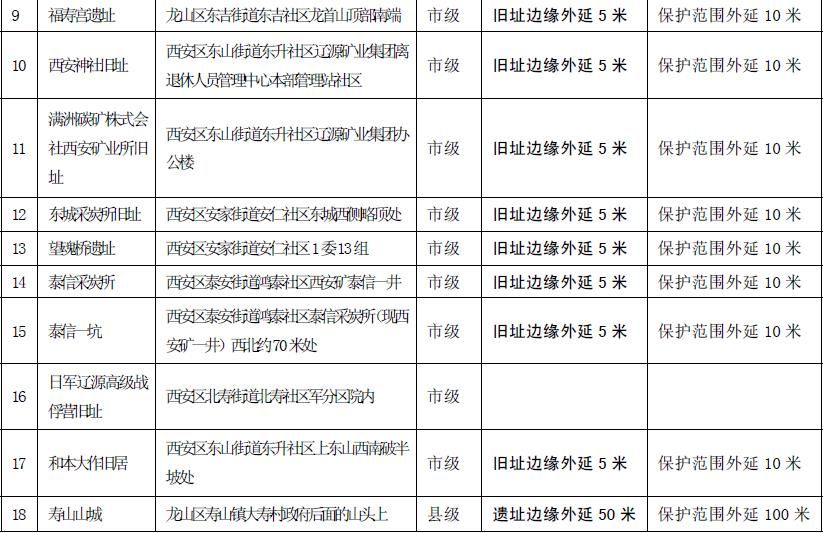 9 福寿宫遗址 龙山区东吉街道东吉社区龙首山顶部南端 市级 旧址边缘外延 5 米 保护范围外延 10 米
10 西安神社旧址 西安区东山街道东升社区辽源矿业集团离
退休人员管理中心本部管理站社区 市级 旧址边缘外延 5 米 保护范围外延 10 米
满洲碳矿株式会
11 社西安矿业所旧
址 西安区东山街道东升社区辽源矿业集团办
公楼 市级 旧址边缘外延 5 米 保护范围外延 10 米
12 东城采炭所旧址 西安区安家街道安仁社区东城西侧略顶处 市级 旧址边缘外延 5 米 保护范围外延 10 米
13 望魂桥遗址 西安区安家街道安仁社区 1 委 13 组 市级 旧址边缘外延 5 米 保护范围外延 10 米
14 泰信采炭所 西安区泰安街道鸿泰社区西安矿泰信一井 市级 旧址边缘外延 5 米 保护范围外延 10 米
15 泰信一坑 西安区泰安街道鸿泰社区泰信采炭所（现西
安矿一井）西北约 70 米处 市级 旧址边缘外延 5 米 保护范围外延 10 米
16 日军辽源高级战
俘营旧址 西安区北寿街道北寿社区军分区院内 市级
17 和本大作旧居 西安区东山街道东升社区上东山西南破半
坡处 市级 旧址边缘外延 5 米 保护范围外延 10 米
18 寿山山城 龙山区寿山镇大寿村政府后面的山头上 县级 遗址边缘外延 50 米 保护范围外延 100 米